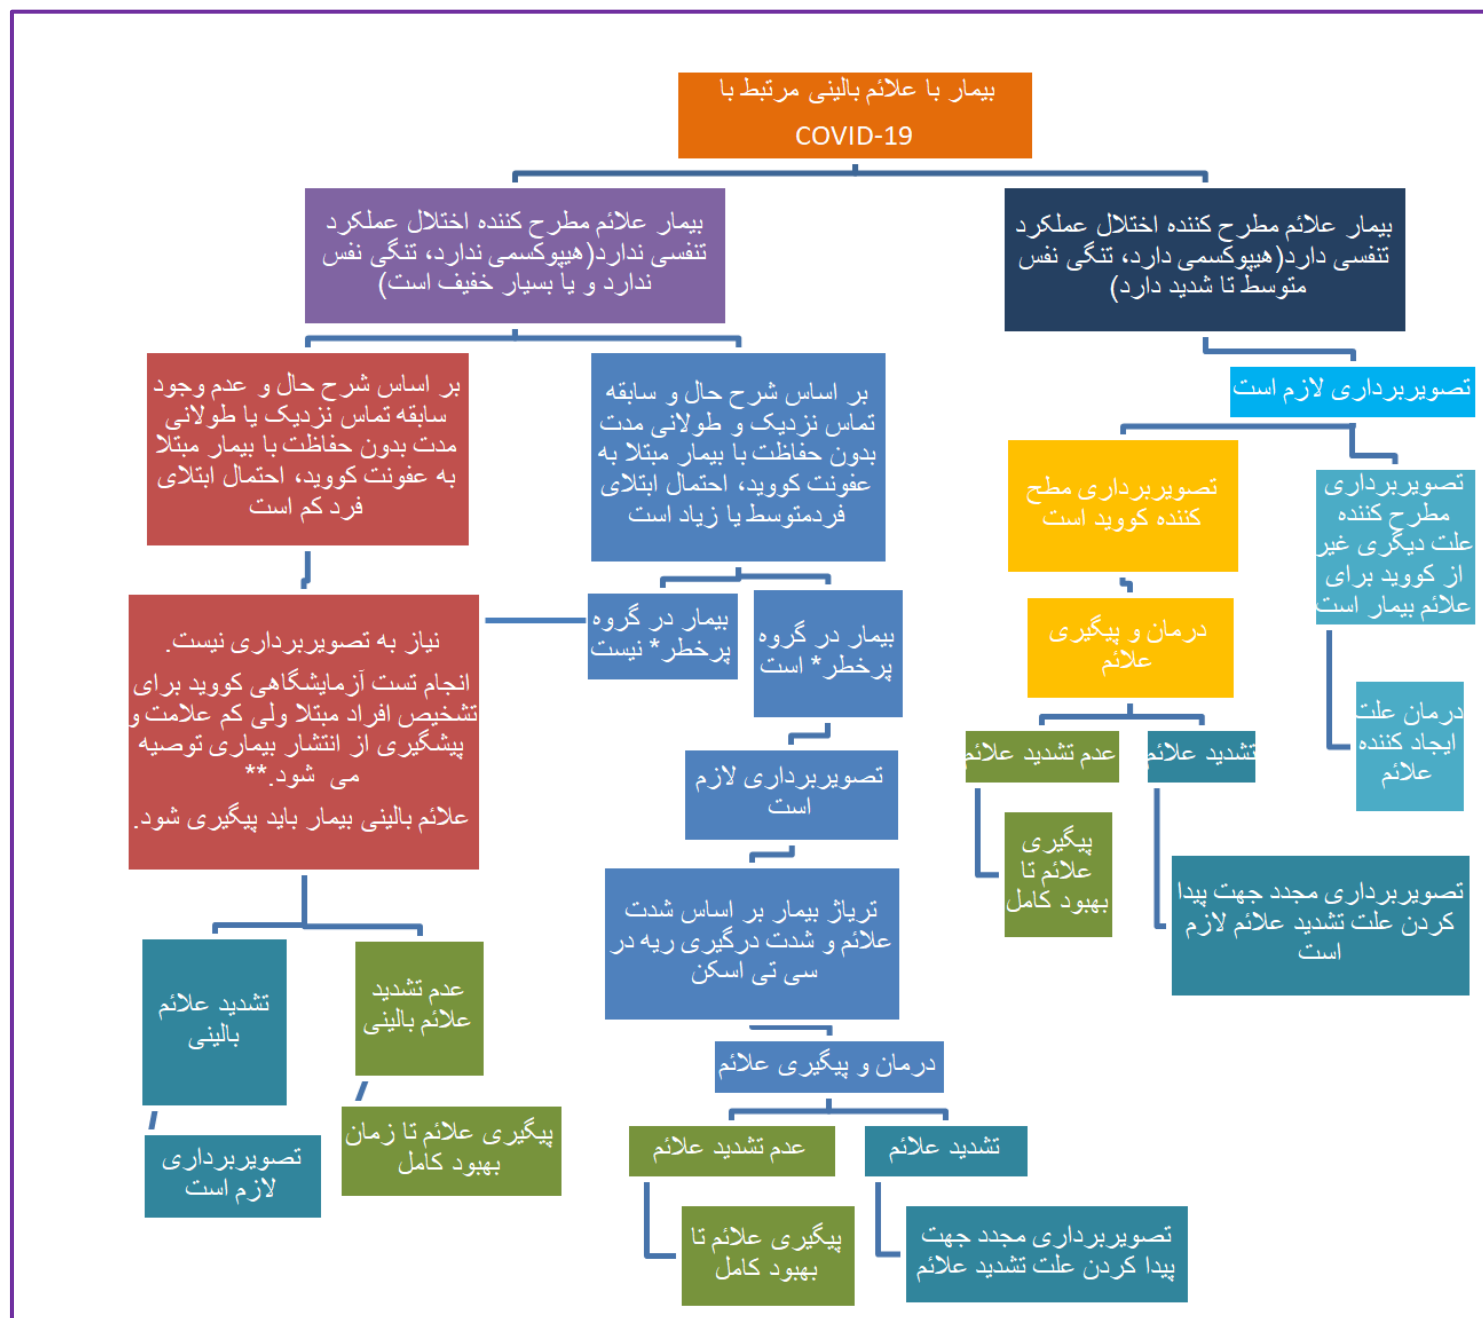 بیمار با علائم بالینی مرتبط با
COVID-19
بیمار علائم مطرح کننده اختلال عملکرد
تنفسی دارد(هیپوکسمی دارد، تنگی نفس
متوسط تا شدید دارد)
بیمار علائم مطرح کننده اختلال عملکرد
تنفسی ندارد(هیپوکسمی ندارد، تنگی نفس
ندارد و یا بسیار خفیف است)
تصویربرداری لازم است
بر اساس شرح حال و سابقه
تماس نزدیک و طولانی مدت
بدون حفاظت با بیمار مبتلا به
عفونت کووید، احتمال ابتلای
فردمتوسط یا زیاد است
بر اساس شرح حال و عدم وجود
سابقه تماس نزدیک یا طولانی
مدت بدون حفاظت با بیمار مبتلا
به عفونت کووید، احتمال ابتلای
فرد کم است
تصویربرداری
مطرح کننده
علت دیگری غیر
از کووید برای
علائم بیمار است
تصویربرداری مطح
کننده کووید است
درمان و پیگیری
علائم
درمان علت
ایجاد کننده
علائم
تشدید علائم
عدم تشدید علائم
پیگیری
علائم تا
بهبود کامل
تصویربرداری مجدد جهت پیدا
کردن علت تشدید علائم لازم
است
بیمار در گروه
پرخطر* است
بیمار در گروه
پرخطر* نیست
نیاز به تصویربرداری نیست.
انجام تست آزمایشگاهی کووید برای
تشخیص افراد مبتلا ولی کم علامت و
پیشگیری از انتشار بیماری توصیه
می شود.**
علائم بالینی بیمار باید پیگیری شود.
تصویربرداری لازم
است
تریاژ بیمار بر اساس شدت
علائم و شدت درگیری ریه در
سی تی اسکن
درمان و پیگیری علائم
تشدید علائم
عدم تشدید علائم
تصویربرداری مجدد جهت
پیدا کردن علت تشدید علائم
پیگیری علائم تا
بهبود کامل
عدم تشدید
علائم بالینی
تشدید علائم
بالینی
پیگیری علائم تا زمان
بهبود کامل
تصویربرداری
لازم است